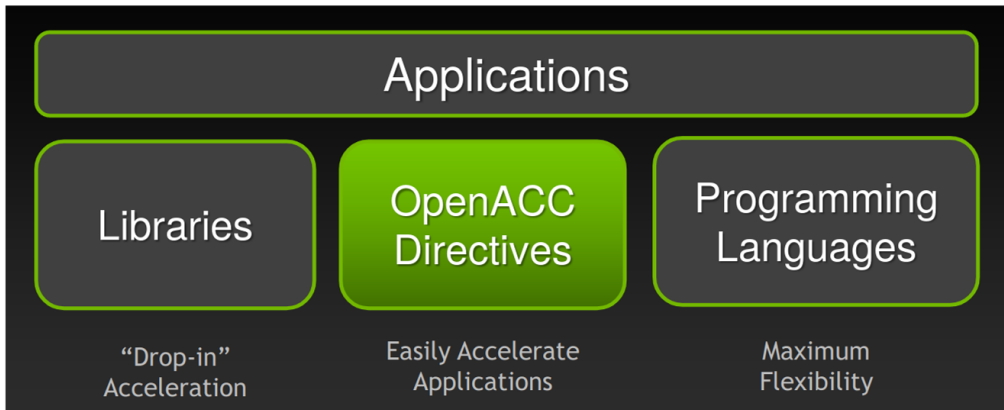 Applications
Libraries
OpenACC
Directives
Programming
Languages
“Drop-in”
Acceleration
Easily Accelerate
Applications
Maximum
Flexibility